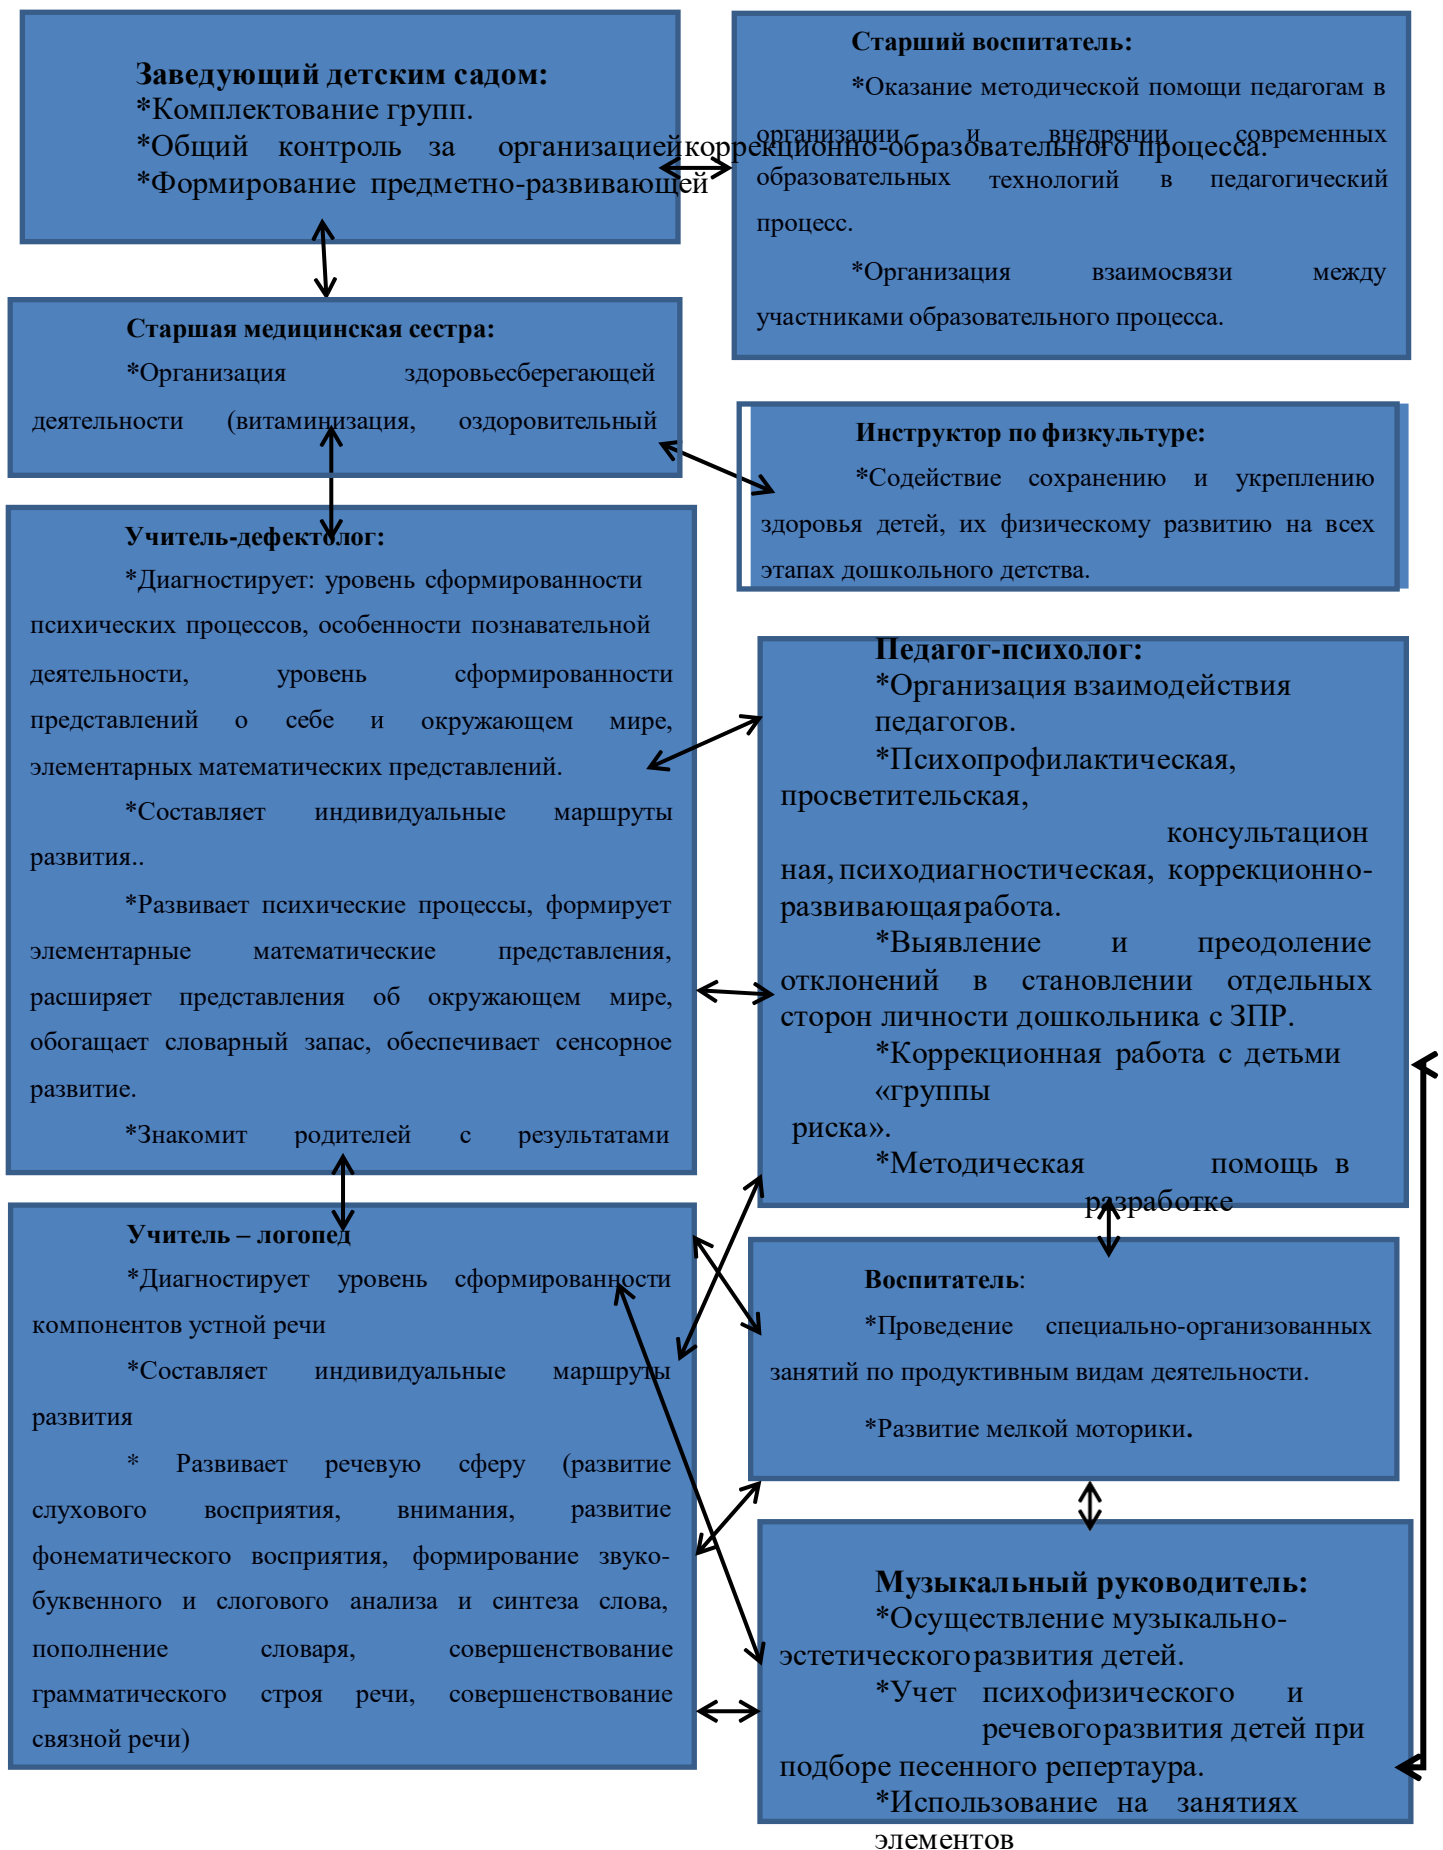 Заведующий детским садом:
*Комплектование групп.
*Общий контроль за организациейкоррекционно-образовательного процесса.
*Формирование предметно-развивающей
Старший воспитатель:
*Оказание методической помощи педагогам в
организации и внедрении современных
образовательных технологий в педагогический
процесс.
*Организация взаимосвязи между
участниками образовательного процесса.
Старшая медицинская сестра:
*Организация здоровьесберегающей
деятельности (витаминизация, оздоровительный
Инструктор по физкультуре:
*Содействие сохранению и укреплению
здоровья детей, их физическому развитию на всех
этапах дошкольного детства.
Учитель-дефектолог:
*Диагностирует: уровень сформированности
психических процессов, особенности познавательной
деятельности, уровень сформированности
представлений о себе и окружающем мире,
элементарных математических представлений.
*Составляет индивидуальные маршруты
развития..
*Развивает психические процессы, формирует
элементарные математические представления,
расширяет представления об окружающем мире,
обогащает словарный запас, обеспечивает сенсорное
развитие.
*Знакомит родителей с результатами
Педагог-психолог:
*Организация взаимодействия
педагогов.
*Психопрофилактическая,
просветительская,
консультацион
ная, психодиагностическая, коррекционно-
развивающаяработа.
*Выявление и преодоление
отклонений в становлении отдельных
сторон личности дошкольника с ЗПР.
*Коррекционная работа с детьми
«группы
риска».
*Методическая помощь в
разработке
Учитель – логопед
*Диагностирует уровень сформированности
компонентов устной речи
*Составляет индивидуальные маршруты
развития
* Развивает речевую сферу (развитие
слухового восприятия, внимания, развитие
фонематического восприятия, формирование звуко-
буквенного и слогового анализа и синтеза слова,
пополнение словаря, совершенствование
грамматического строя речи, совершенствование
связной речи)
Воспитатель:
*Проведение специально-организованных
занятий по продуктивным видам деятельности.
*Развитие мелкой моторики.
Музыкальный руководитель:
*Осуществление музыкально-
эстетическогоразвития детей.
*Учет психофизического и
речевогоразвития детей при
подборе песенного репертаура.
*Использование на занятиях
элементов